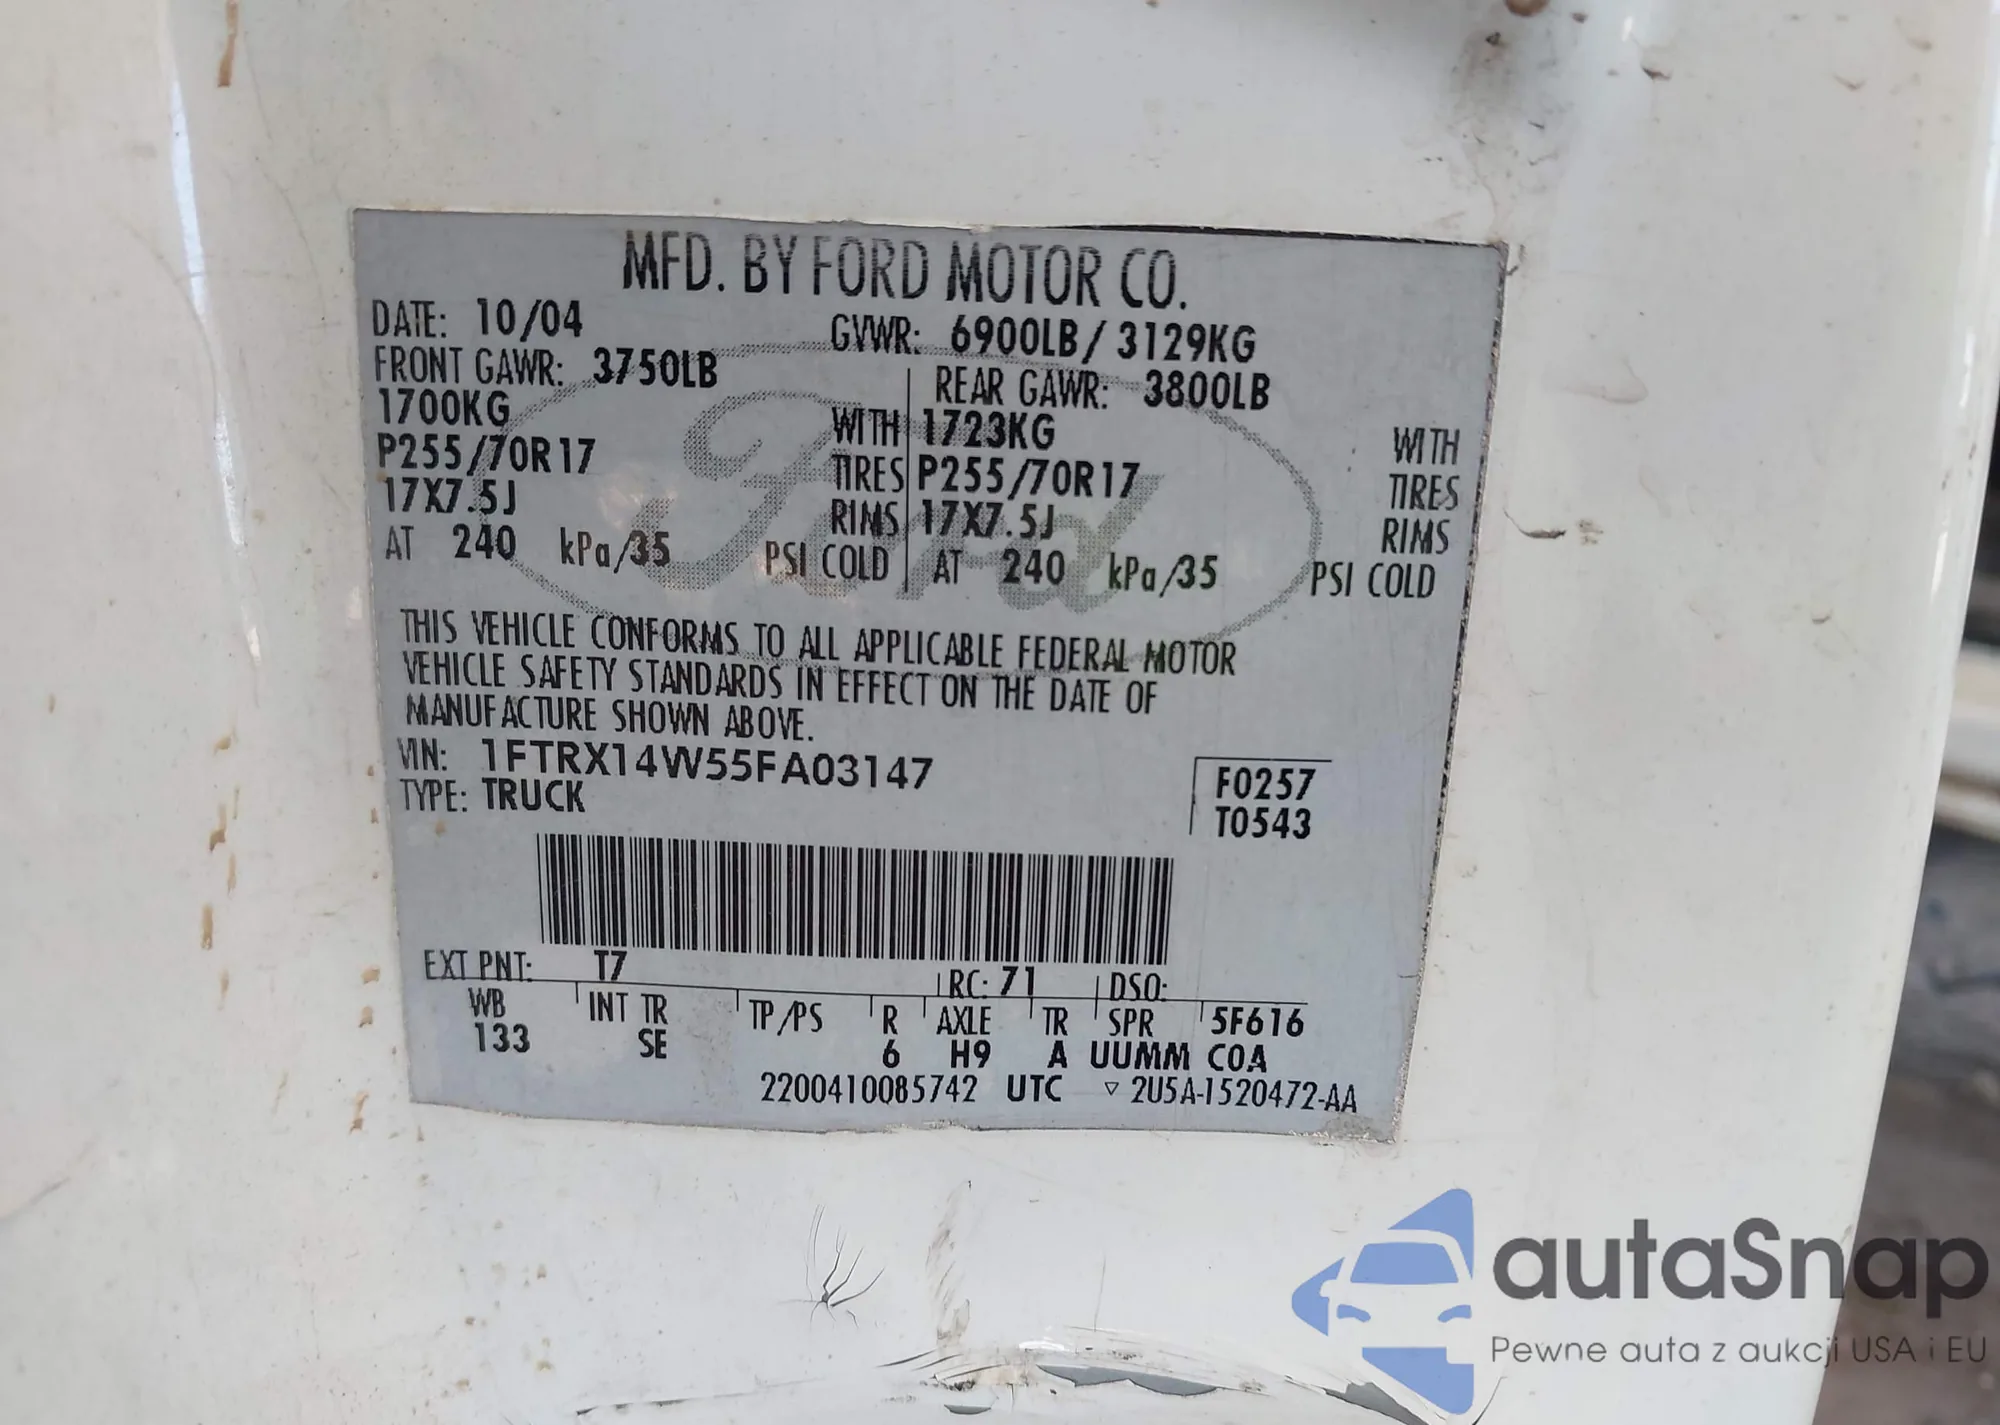 MFD. BY FORD MOTOR CO.
DATE: 10/04 GVWR: 6900LB/ 3129KG
FRONT GAWR: 3750LB REAR GAWR: 3800LB
1700KG WITH 1723KG WITH
P255/70R17 TIRES P255/70R17 TIRES
17X7.5J RIMS 17X7.5J RIMS
AT 240 kPa/35 PSI COLD AT 240 kPa/35 PSI COLD
Ford
THIS VEHICLE CONFORMS TO ALL APPLICABLE FEDERAL MOTOR
VEHICLE SAFETY STANDARDS IN EFFECT ON THE DATE OF
MANUFACTURE SHOWN ABOVE.
VIN: 1FTRX14W55FA03147
TYPE: TRUCK
F0257
T0543
EXT PNT: T7 RC: 71 DSO:
WB INT TR TP/PS R AXLE TR SPR 5F616
133 SE 6 H9 A UUMM C0A
2200410085742 UTC ▽ 2U5A-1520472-AA
autaSnap
Pewne auta z aukcji USA i EU